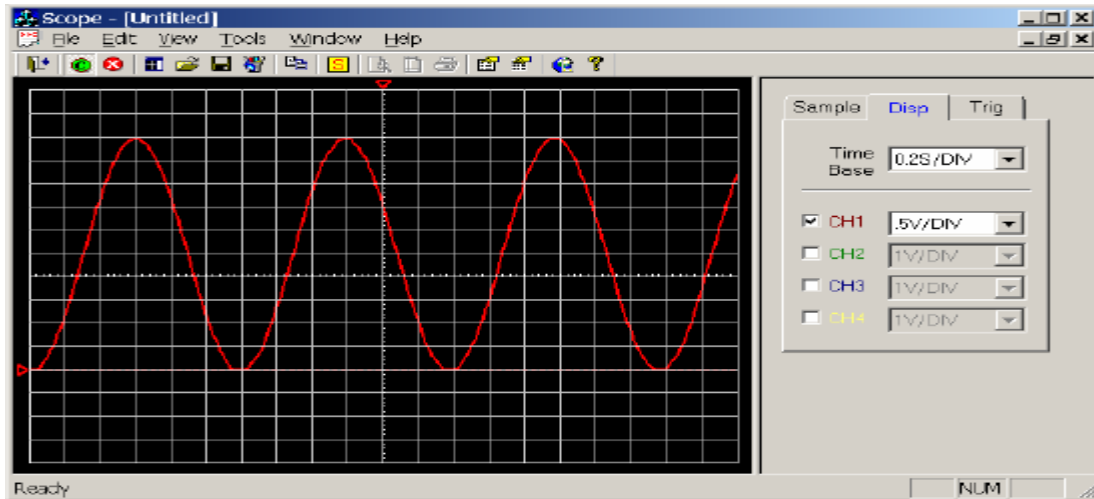 Scope - [Untitled]
File Edit View Tools Window Help
Sample Disp Trig
Time Base 0.2S/DIV
CH1 .5V/DIV
CH2 1V/DIV
CH3 1V/DIV
CH4 1V/DIV
Ready NUM